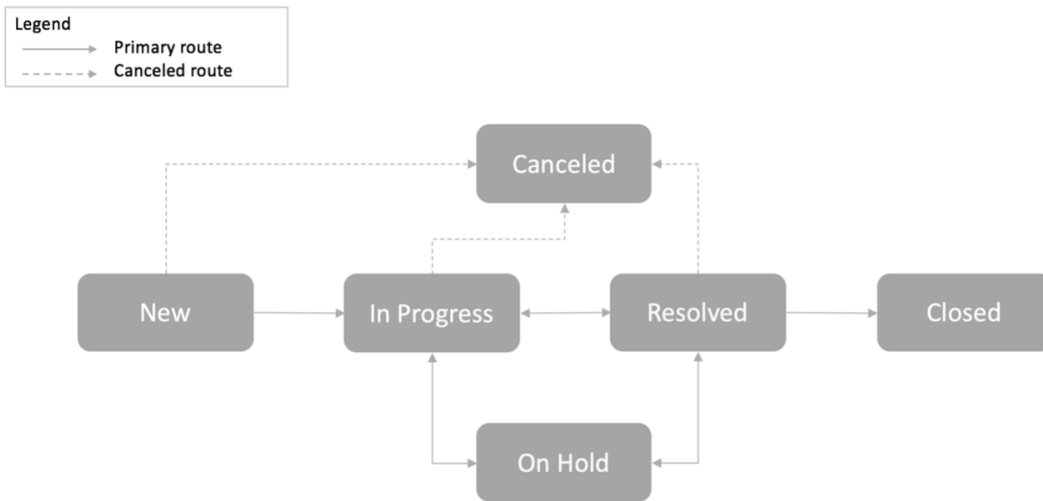 Legend
Primary route
Canceled route
Canceled
New
In Progress
Resolved
Closed
On Hold